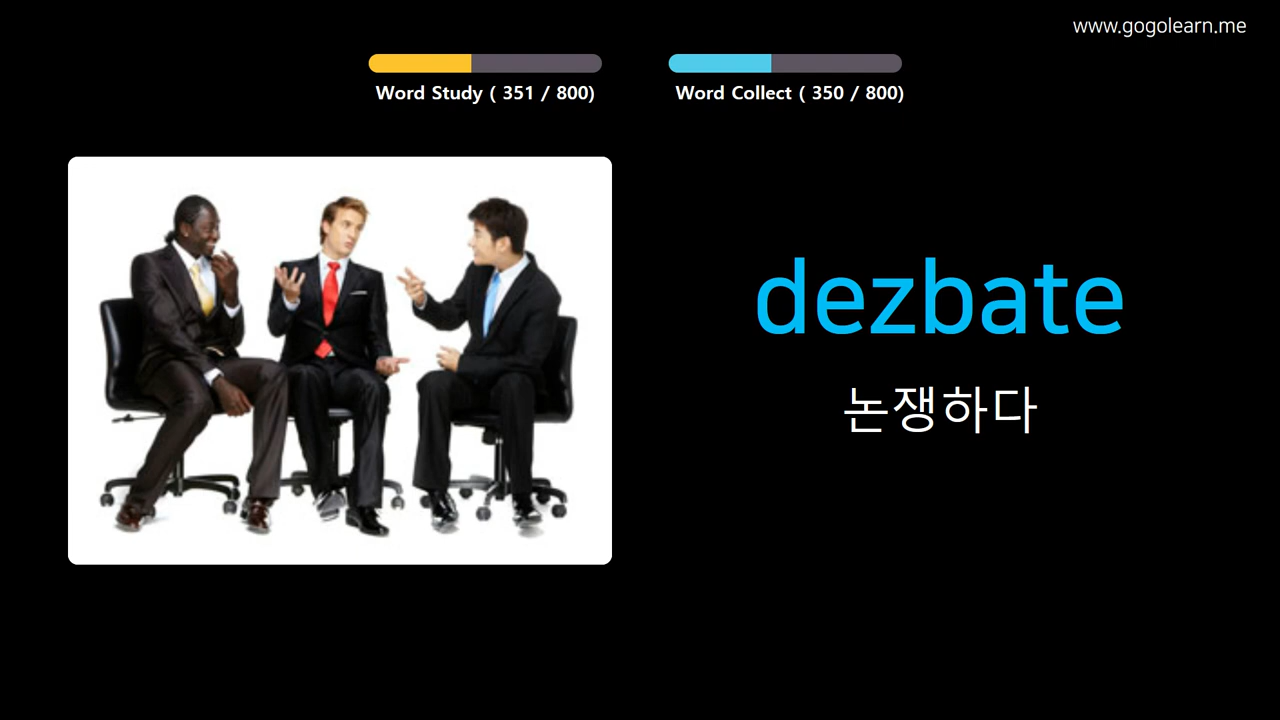 www.gogolearn.me
Word Study ( 351 / 800)
Word Collect ( 350 / 800)
dezbate
논쟁하다